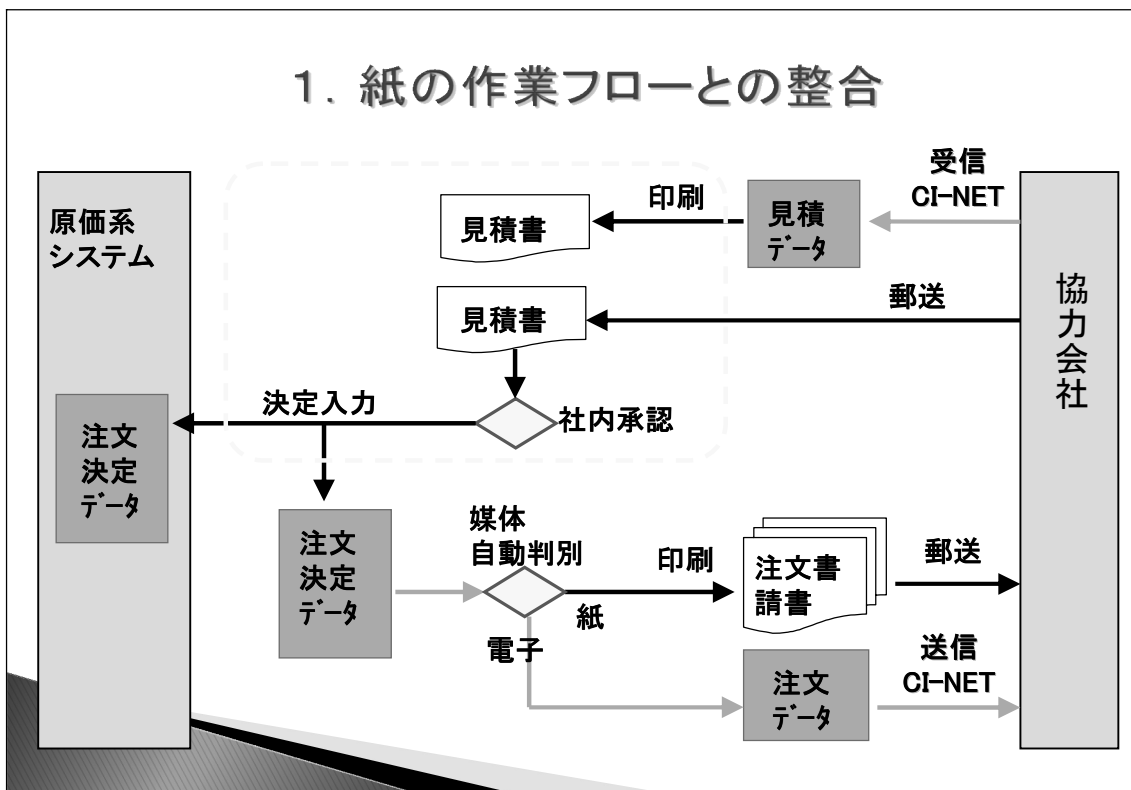 1. 紙の作業フローとの整合
原価系
システム
受信
CI-NET
印刷
見積
データ
見積書
郵送
見積書
協力会社
決定入力
社内承認
注文
決定
データ
媒体
自動判別
注文
決定
データ
印刷
紙
注文書
請書
郵送
電子
送信
CI-NET
注文
データ